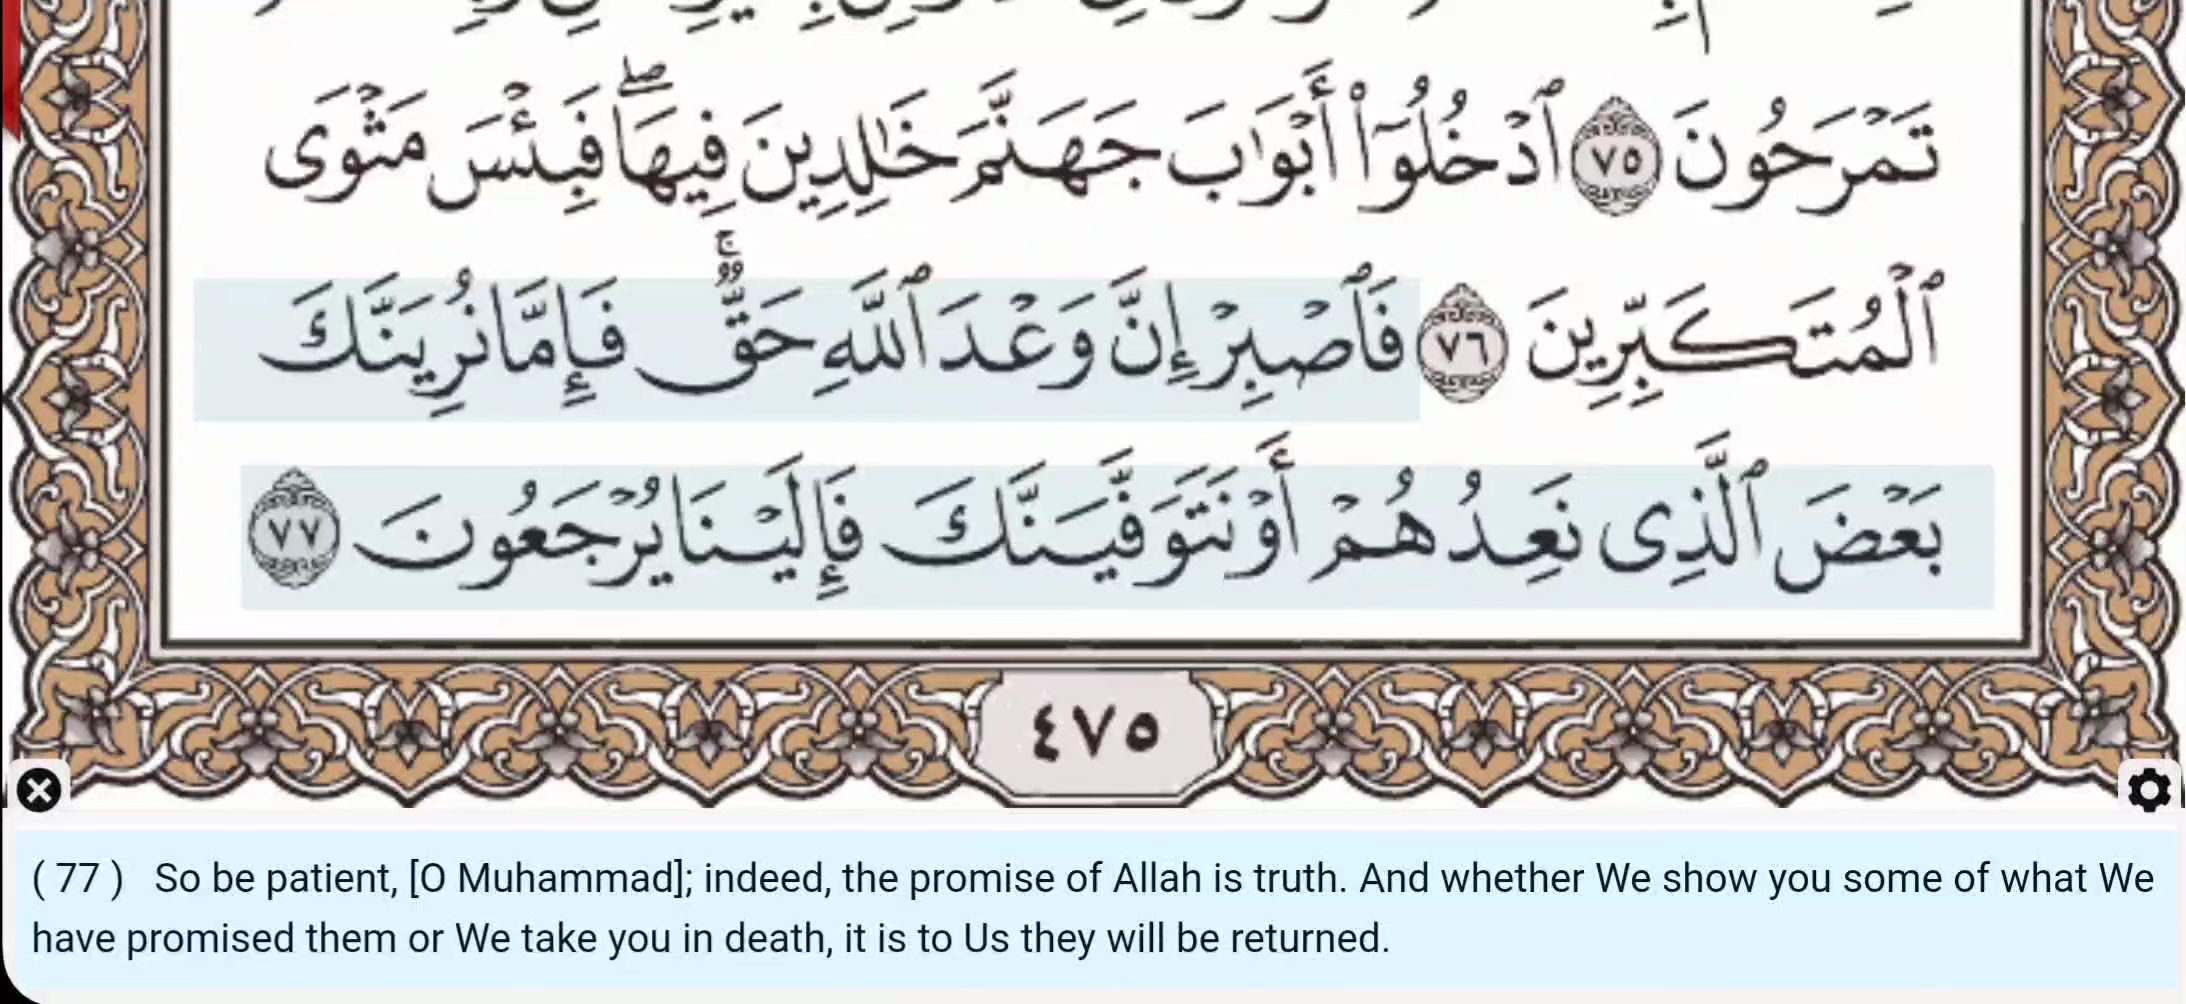 تَمْرَحُونَ ٧٥ ٱدْخُلُوٓا۟ أَبْوَٰبَ جَهَنَّمَ خَٰلِدِينَ فِيهَا ۖ فَبِئْسَ مَثْوَى
ٱلْمُتَكَبِّرِينَ ٧٦ فَٱصْبِرْ إِنَّ وَعْدَ ٱللَّهِ حَقٌّ ۚ فَإِمَّا نُرِيَنَّكَ
بَعْضَ ٱلَّذِى نَعِدُهُمْ أَوْ نَتَوَفَّيَنَّكَ فَإِلَيْنَا يُرْجَعُونَ ٧٧
٤٧٥
( 77 ) So be patient, [O Muhammad]; indeed, the promise of Allah is truth. And whether We show you some of what We
have promised them or We take you in death, it is to Us they will be returned.